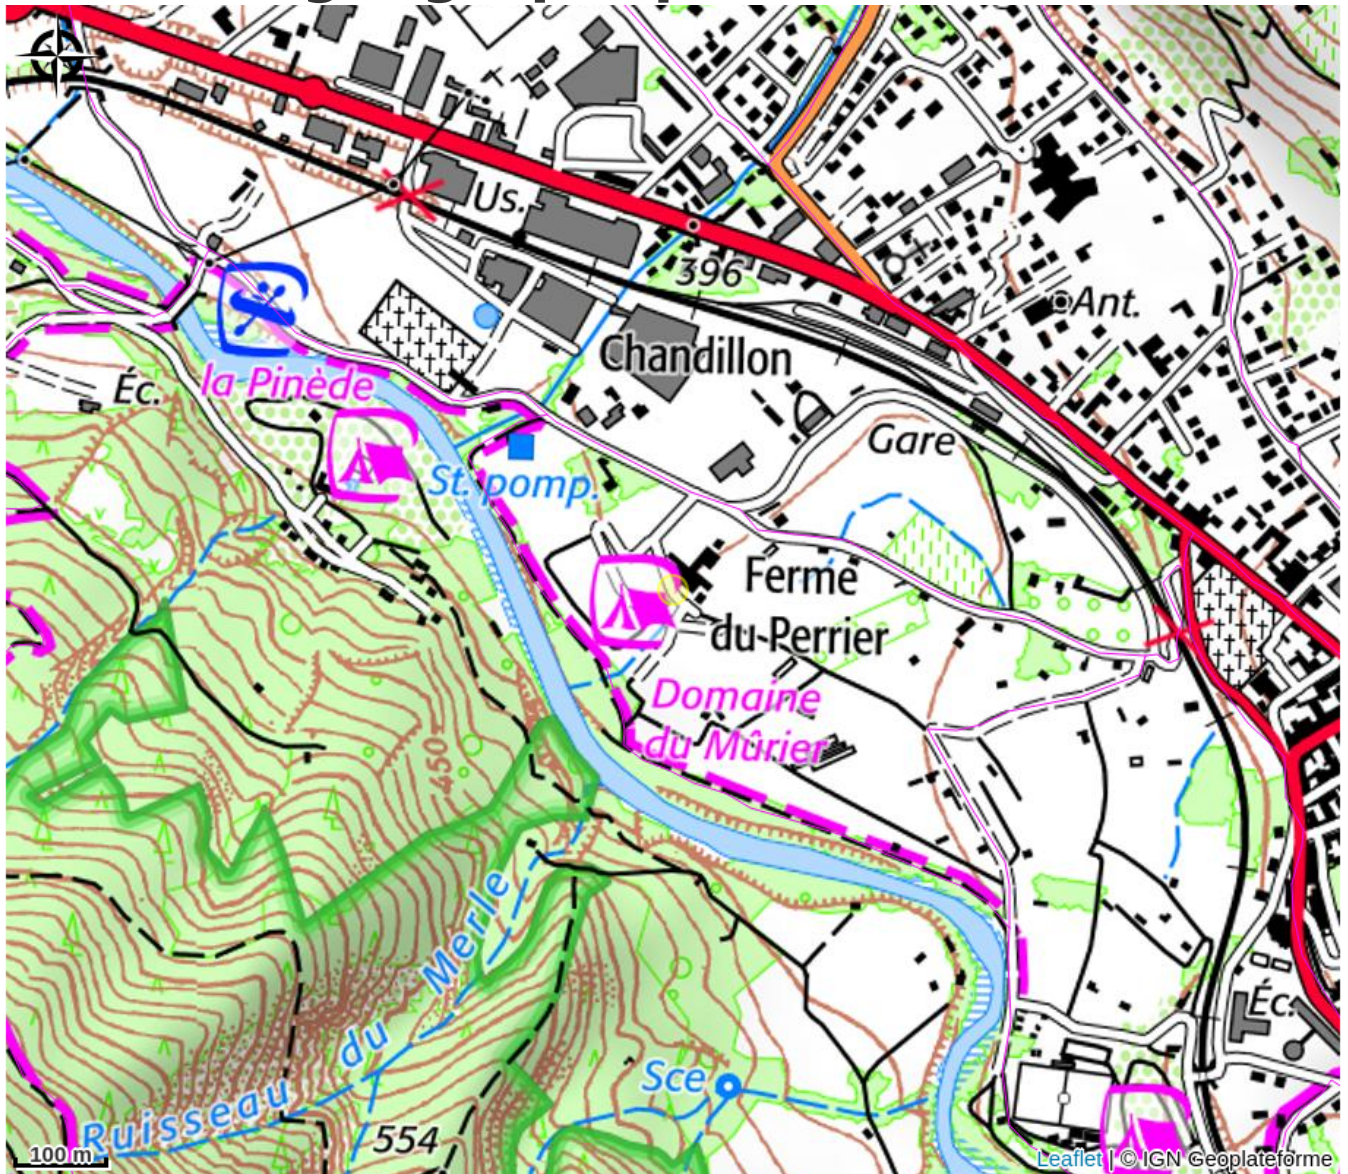 Us.
396
Ant.
Chandillon
Éc.
la Pinède
Gare
St. pomp.
Ferme
du Perrier
Domaine
du Mûrier
450
Ruisseau du Merle
Éc.
Sce
554
100 m
Leaflet | © IGN Geoplateforme